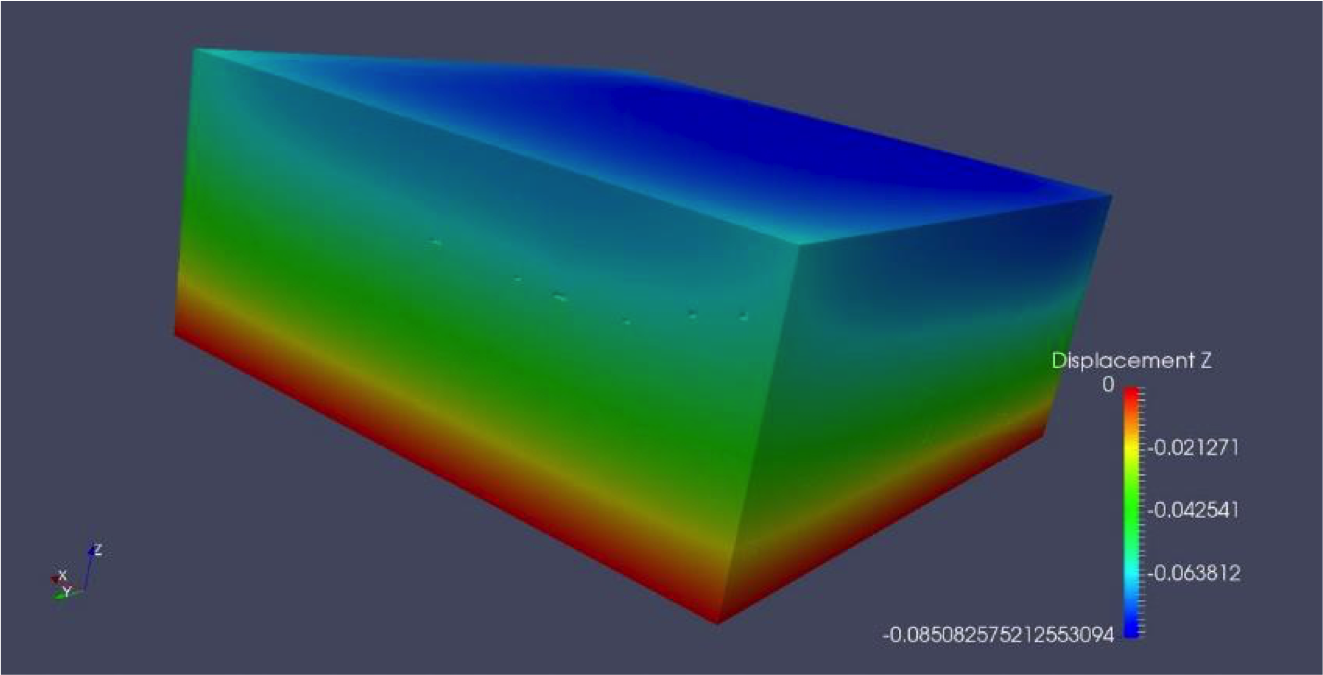 Displacement Z
0
-0.021271
-0.042541
-0.063812
-0.085082575212553094
Z
X
Y